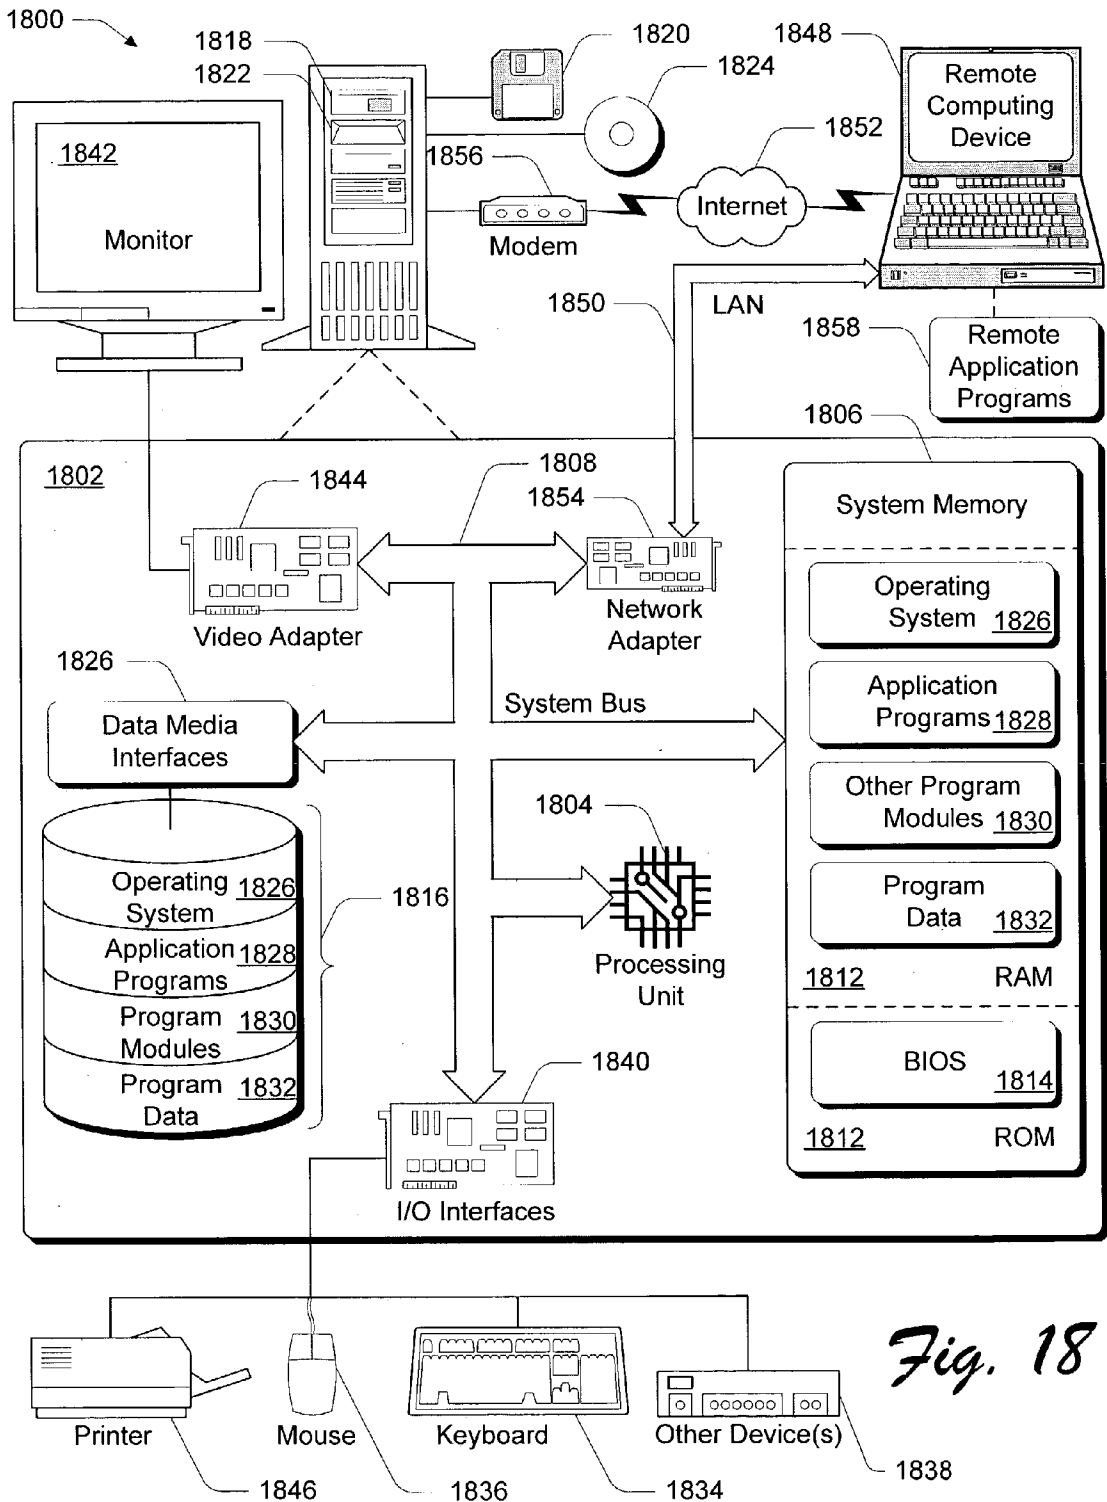 1800
1818
1822
1820
1824
1848
1842
Monitor
1856
Modem
1852
Internet
Remote
Computing
Device
1850
LAN
1858
Remote
Application
Programs
1802
1844
1808
1854
1806
Video Adapter
Network
Adapter
System Memory
Operating
System 1826
Application
Programs 1828
Other Program
Modules 1830
Program
Data 1832
1812 RAM
BIOS 1814
1812 ROM
1826
Data Media
Interfaces
System Bus
1804
Processing
Unit
Operating
System 1826
Application
Programs 1828
Program
Modules 1830
Program
Data 1832
1816
1840
I/O Interfaces
Printer
Mouse
Keyboard
Other Device(s)
1846
1836
1834
1838
Fig. 18